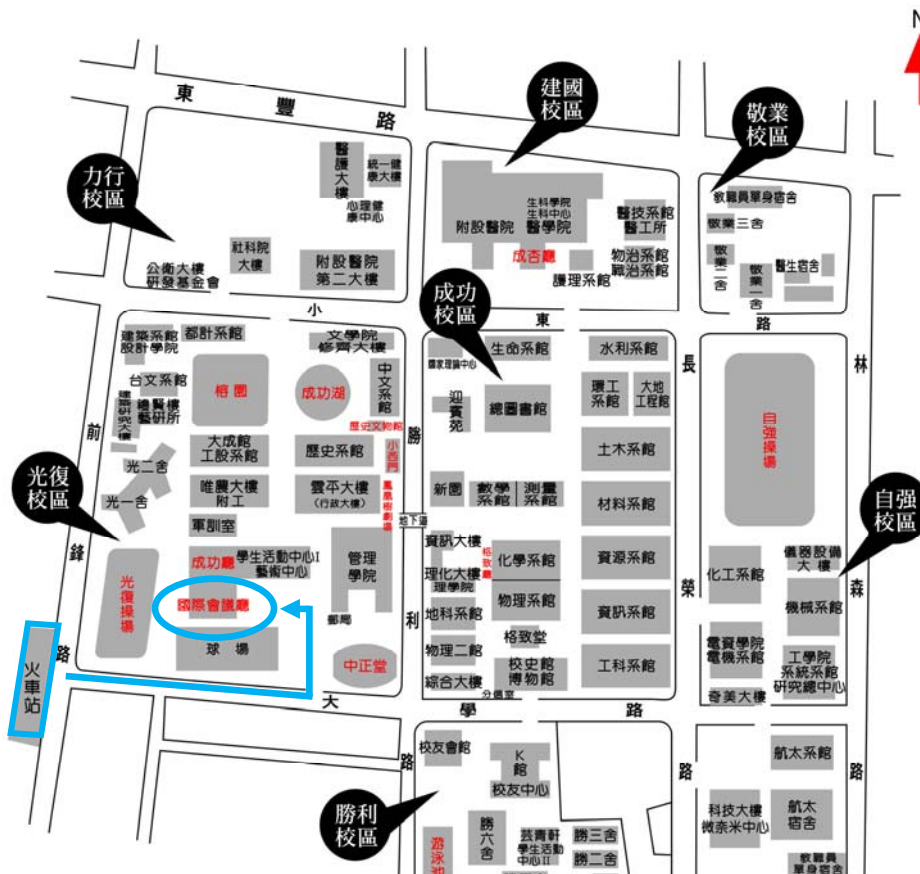 N
東豐路
建國
校區
敬業
校區
力行
校區
醫護大樓
統一健
康大樓
心理健
康中心
社科院
大樓
公衛大樓
研發基金會
附設醫院
第二大樓
附設醫院
生科學院
生科中心
醫學院
成杏廳
護理系館
醫技系館
醫工所
物治系館
職治系館
教職員單身宿舍
敬業三舍
敬業二舍
敬業一舍
醫生宿舍
小東路
成功
校區
建築系館
設計學院
都計系館
文學院
修齊大樓
台文系館
禮賢樓
藝研所
建築研究大樓
榕園
成功湖
中文系館
歷史文物館
小西門
大成館
工設系館
歷史系館
光二舍
光一舍
唯農大樓
附工
雲平大樓
(行政大樓)
鳳凰樹劇場
軍訓室
光復
校區
成功廳
學生活動中心I
藝術中心
管理
學院
國際會議廳
郵局
光復操場
球場
中正堂
火車站
前鋒路
勝利路
地下道
國家理論中心
生命系館
水利系館
迎賓苑
總圖書館
環工
系館
大地
工程館
土木系館
新園
數學
系館
測量
系館
材料系館
資訊大樓
格致廳
化學系館
資源系館
理化大樓
理學院
物理系館
地科系館
資訊系館
格致堂
物理二館
校史館
博物館
工科系館
綜合大樓
長榮路
自強操場
林森路
自强
校區
化工系館
儀器設備
大樓
機械系館
電資學院
電機系館
工學院
系統系館
研究總中心
奇美大樓
大學路
校友會館
K
館
校友中心
勝利
校區
勝六舍
芸青軒
學生活動
中心II
勝三舍
勝二舍
游泳池
航太系館
科技大樓
微奈米中心
航太
宿舍
教職員
單身宿舍